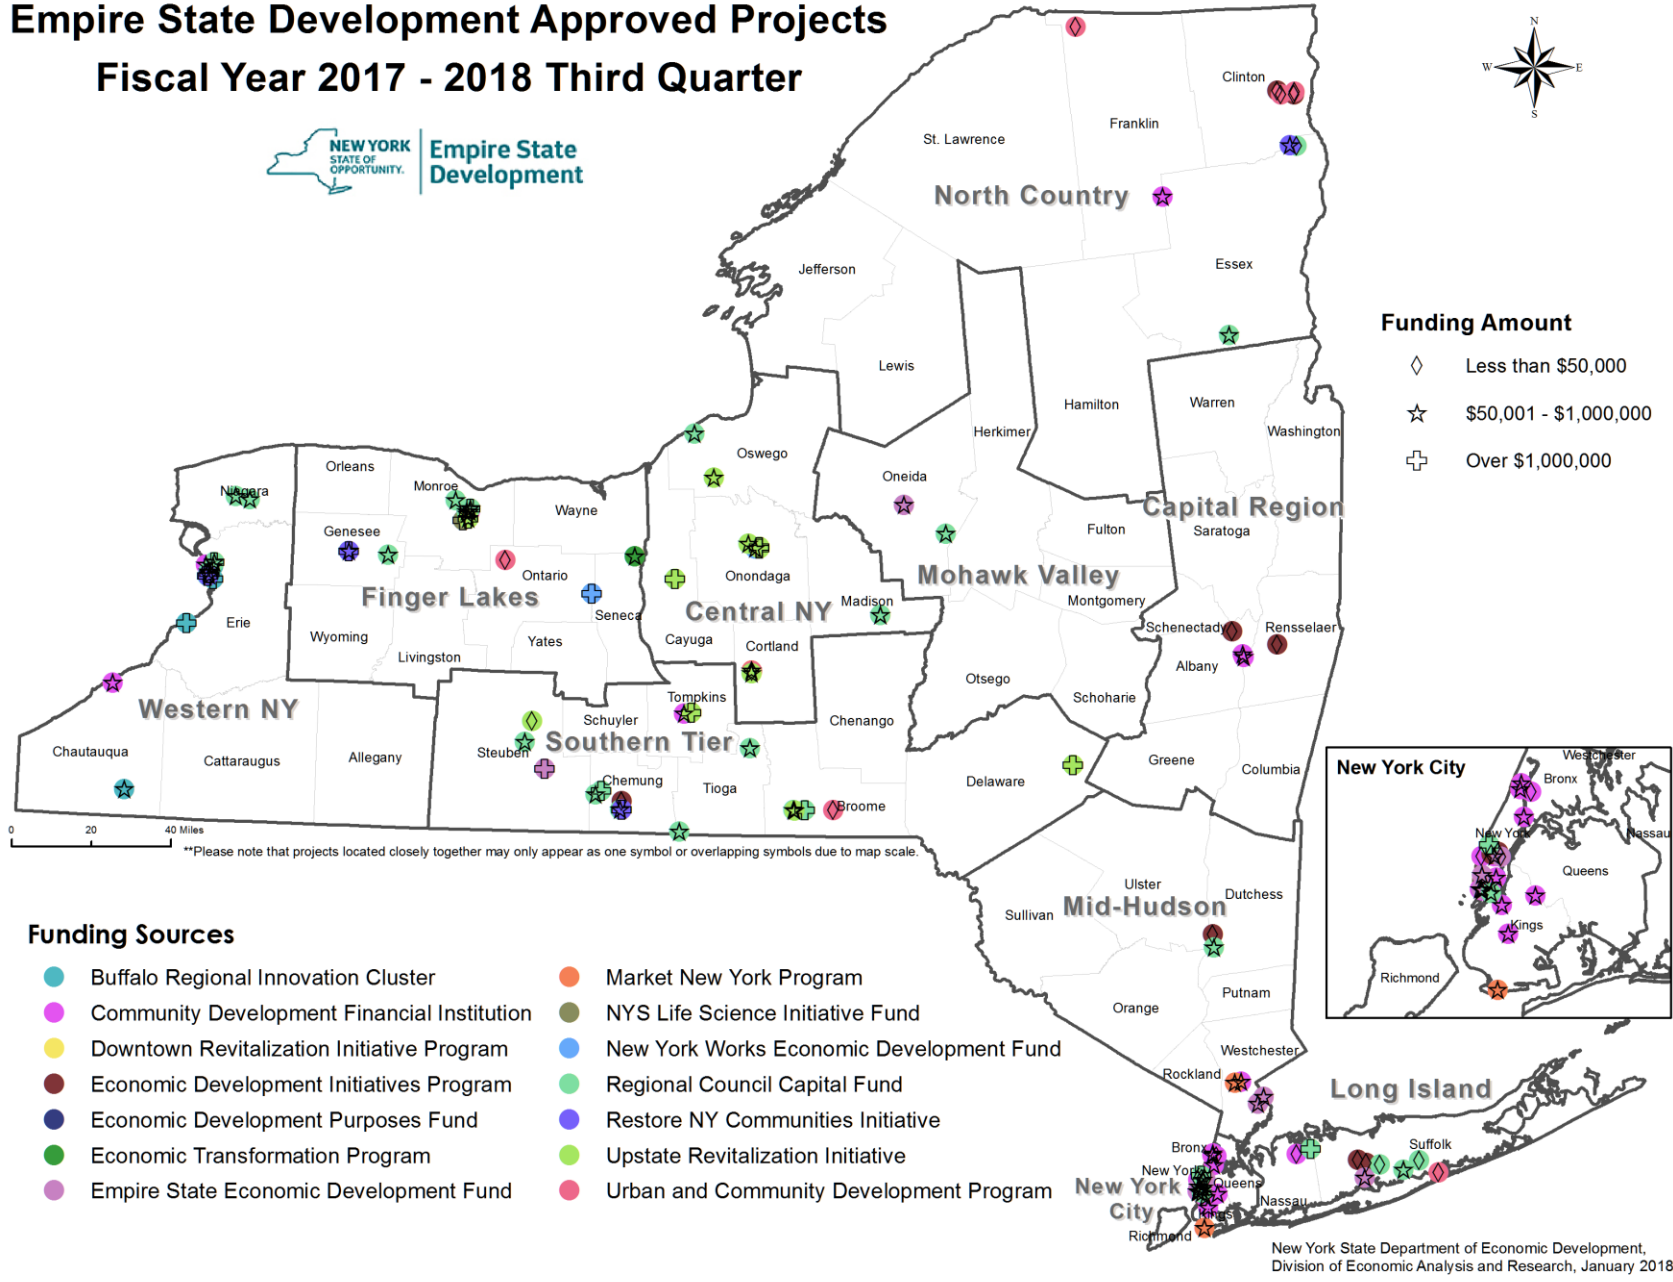 Empire State Development Approved Projects
Fiscal Year 2017 - 2018 Third Quarter
NEW YORK
STATE OF
OPPORTUNITY.
Empire State
Development
N
W
E
S
Clinton
Franklin
St. Lawrence
North Country
Jefferson
Essex
Lewis
Hamilton
Warren
Herkimer
Washington
Funding Amount
Less than $50,000
$50,001 - $1,000,000
Over $1,000,000
Oswego
Orleans
Oneida
Monroe
Niagara
Wayne
Capital Region
Genesee
Fulton
Saratoga
Ontario
Onondaga
Mohawk Valley
Finger Lakes
Madison
Montgomery
Central NY
Seneca
Erie
Schenectady
Rensselaer
Wyoming
Yates
Cayuga
Cortland
Livingston
Albany
Otsego
Tompkins
Schoharie
Western NY
Schuyler
Chenango
Southern Tier
Chautauqua
Steuben
Cattaraugus
Allegany
Greene
Columbia
Chemung
Delaware
Tioga
Broome
New York City
Westchester
Bronx
New York
Nassau
Queens
Kings
Richmond
0
20
40 Miles
**Please note that projects located closely together may only appear as one symbol or overlapping symbols due to map scale.
Ulster
Dutchess
Sullivan
Mid-Hudson
Putnam
Orange
Westchester
Rockland
Long Island
Suffolk
Bronx
New York
Queens
New York
City
Nassau
Kings
Richmond
Funding Sources
Buffalo Regional Innovation Cluster
Community Development Financial Institution
Downtown Revitalization Initiative Program
Economic Development Initiatives Program
Economic Development Purposes Fund
Economic Transformation Program
Empire State Economic Development Fund
Market New York Program
NYS Life Science Initiative Fund
New York Works Economic Development Fund
Regional Council Capital Fund
Restore NY Communities Initiative
Upstate Revitalization Initiative
Urban and Community Development Program
New York State Department of Economic Development,
Division of Economic Analysis and Research, January 2018